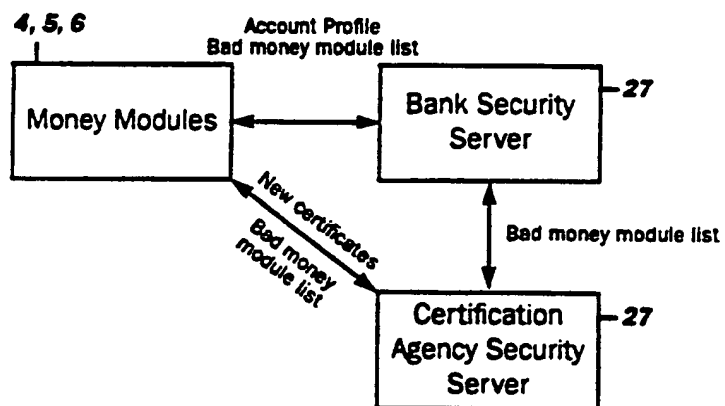 4, 5, 6
Account Profile
Bad money module list
Money Modules
Bank Security
Server
27
New certificates
Bad money
module list
Bad money module list
Certification
Agency Security
Server
27